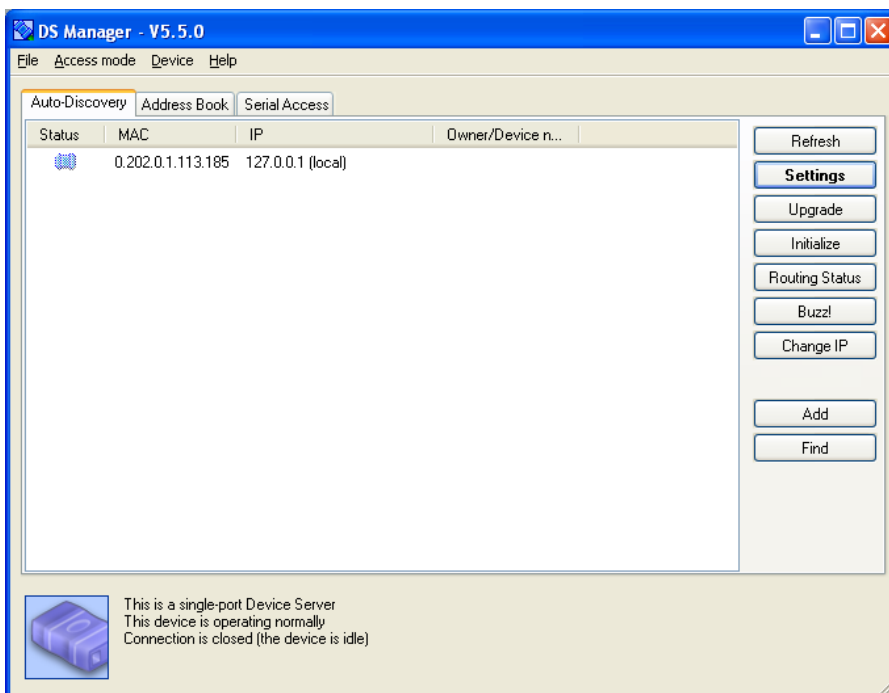 DS Manager - V5.5.0
File Access mode Device Help
Auto-Discovery Address Book Serial Access
Status MAC IP Owner/Device n...
0.202.0.1.113.185 127.0.0.1 (local)
Refresh
Settings
Upgrade
Initialize
Routing Status
Buzz!
Change IP
Add
Find
This is a single-port Device Server
This device is operating normally
Connection is closed (the device is idle)